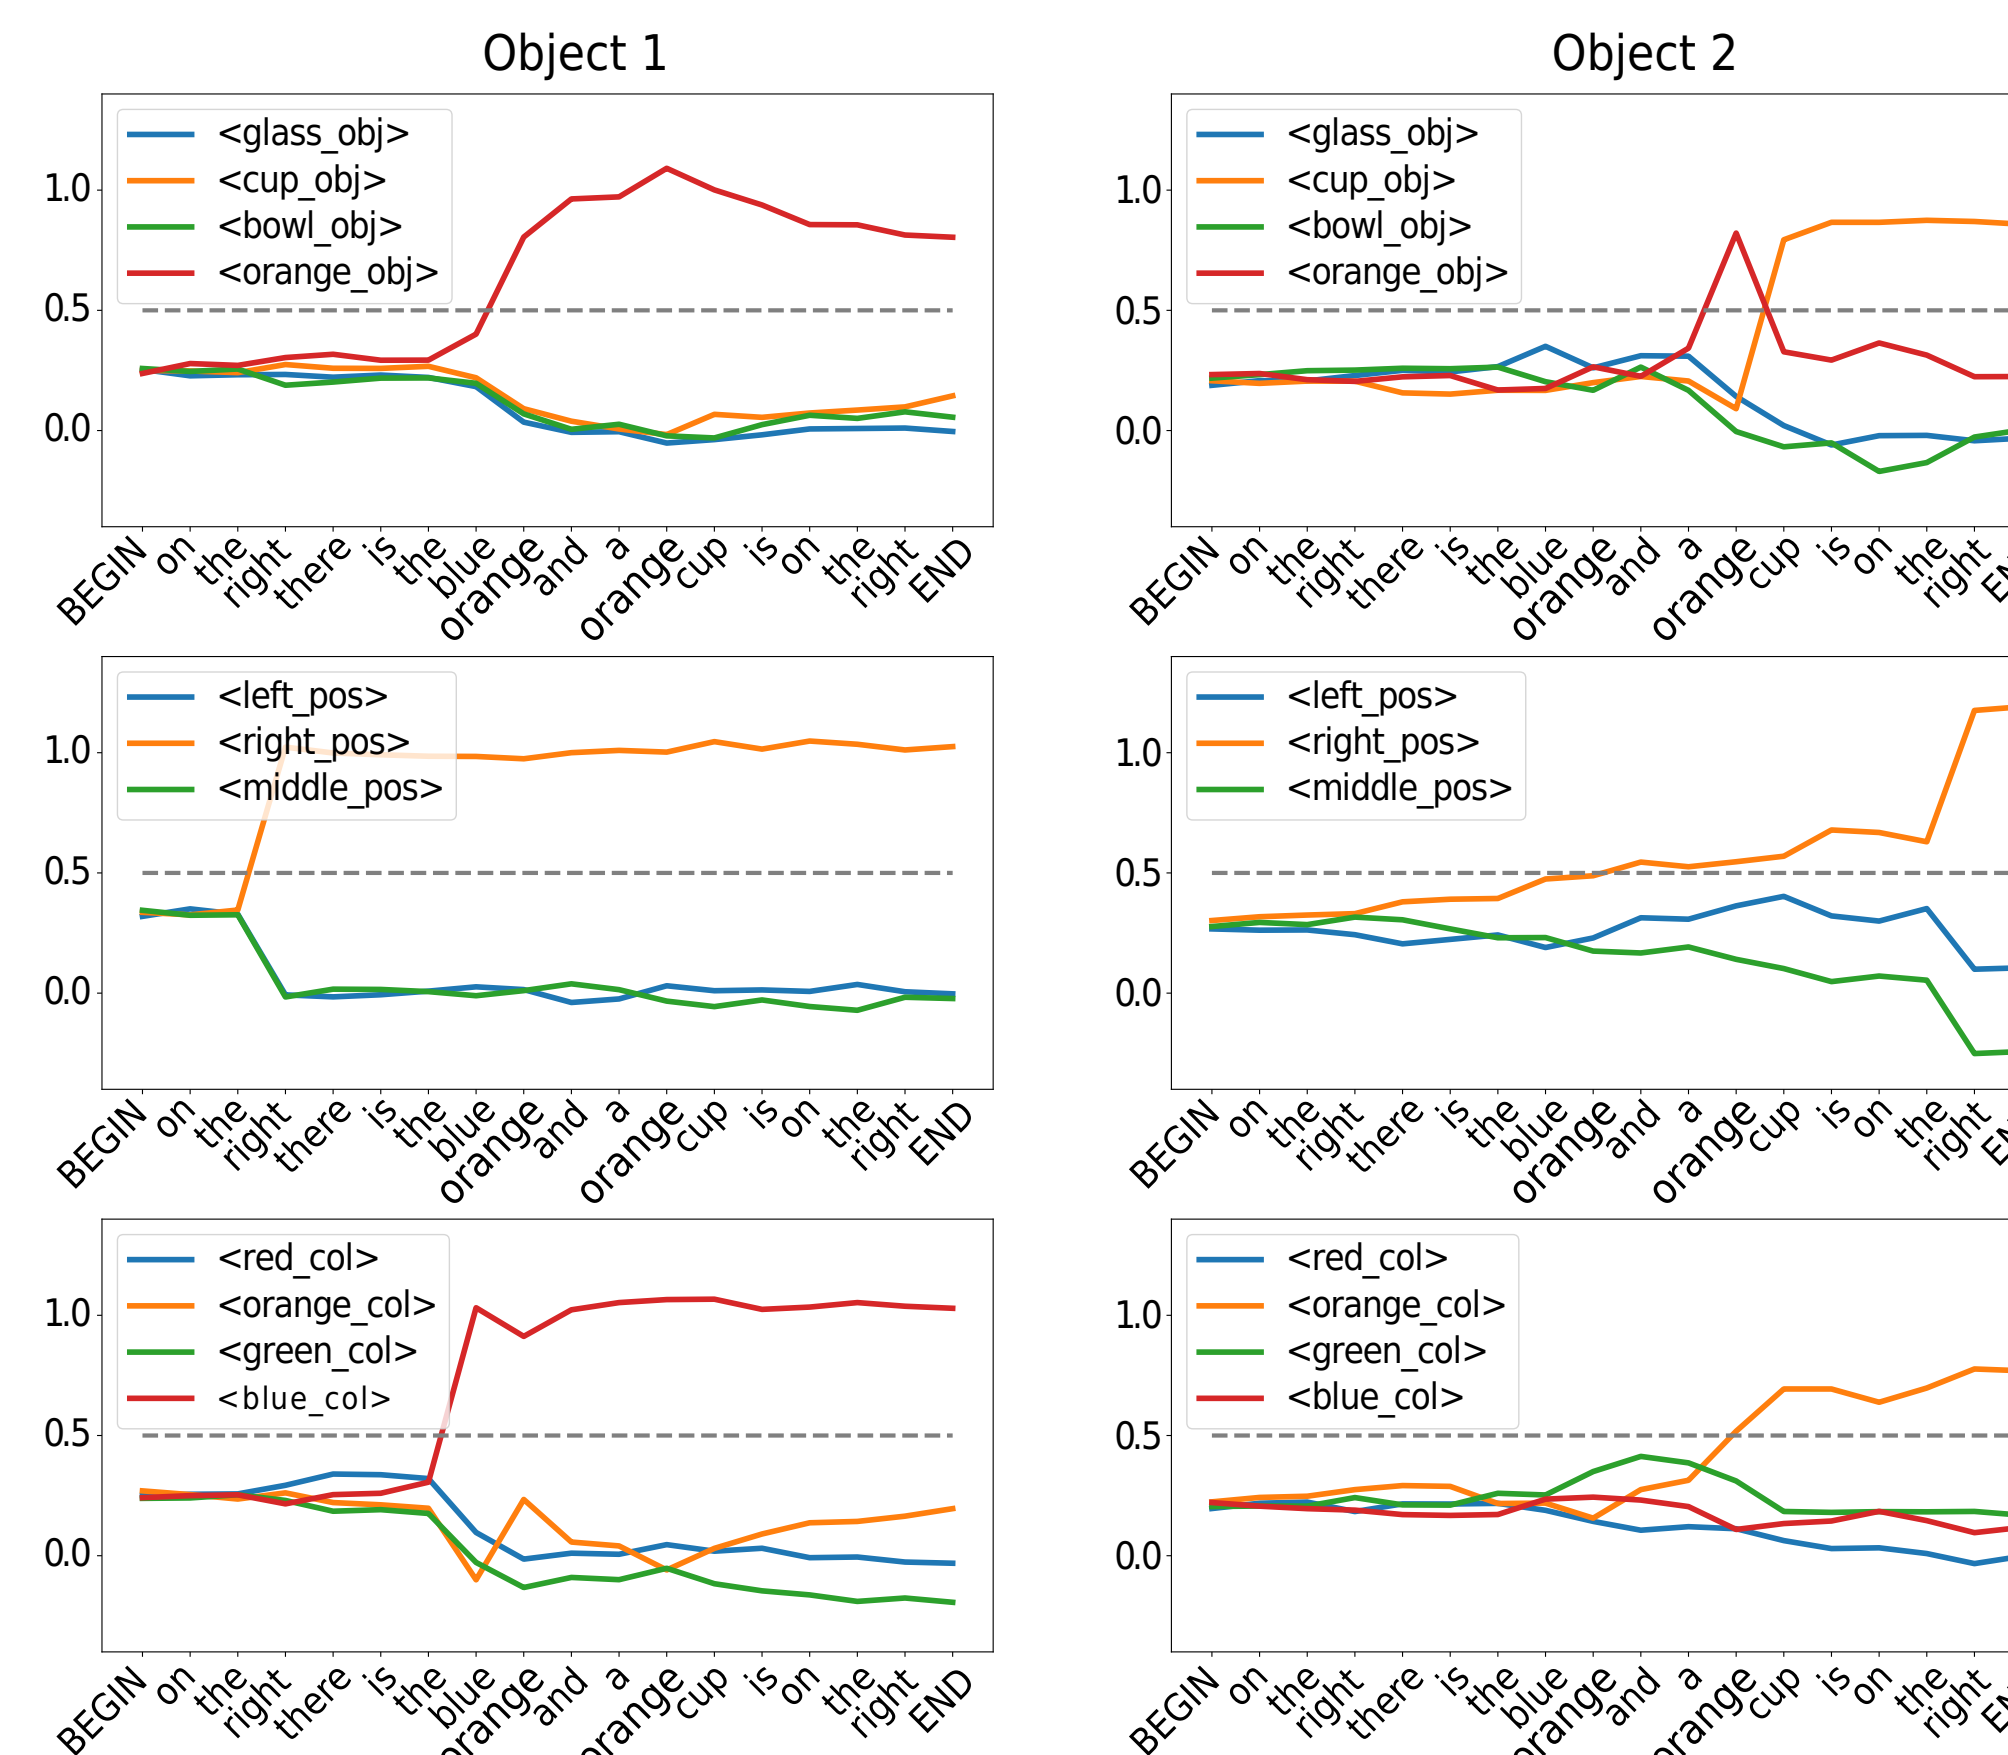 Object 1
Object 2
<glass_obj>
<cup_obj>
<bowl_obj>
<orange_obj>
1.0
0.5
0.0
BEGIN on the right there is the blue orange and a orange cup is on the right END
<glass_obj>
<cup_obj>
<bowl_obj>
<orange_obj>
1.0
0.5
0.0
BEGIN on the right there is the blue orange and a orange cup is on the right
<left_pos>
<right_pos>
<middle_pos>
1.0
0.5
0.0
BEGIN on the right there is the blue orange and a orange cup is on the right END
<left_pos>
<right_pos>
<middle_pos>
1.0
0.5
0.0
BEGIN on the right there is the blue orange and a orange cup is on the right
<red_col>
<orange_col>
<green_col>
<blue_col>
1.0
0.5
0.0
BEGIN on the right there is the blue orange and a orange cup is on the right END
<red_col>
<orange_col>
<green_col>
<blue_col>
1.0
0.5
0.0
BEGIN on the right there is the blue orange and a orange cup is on the right